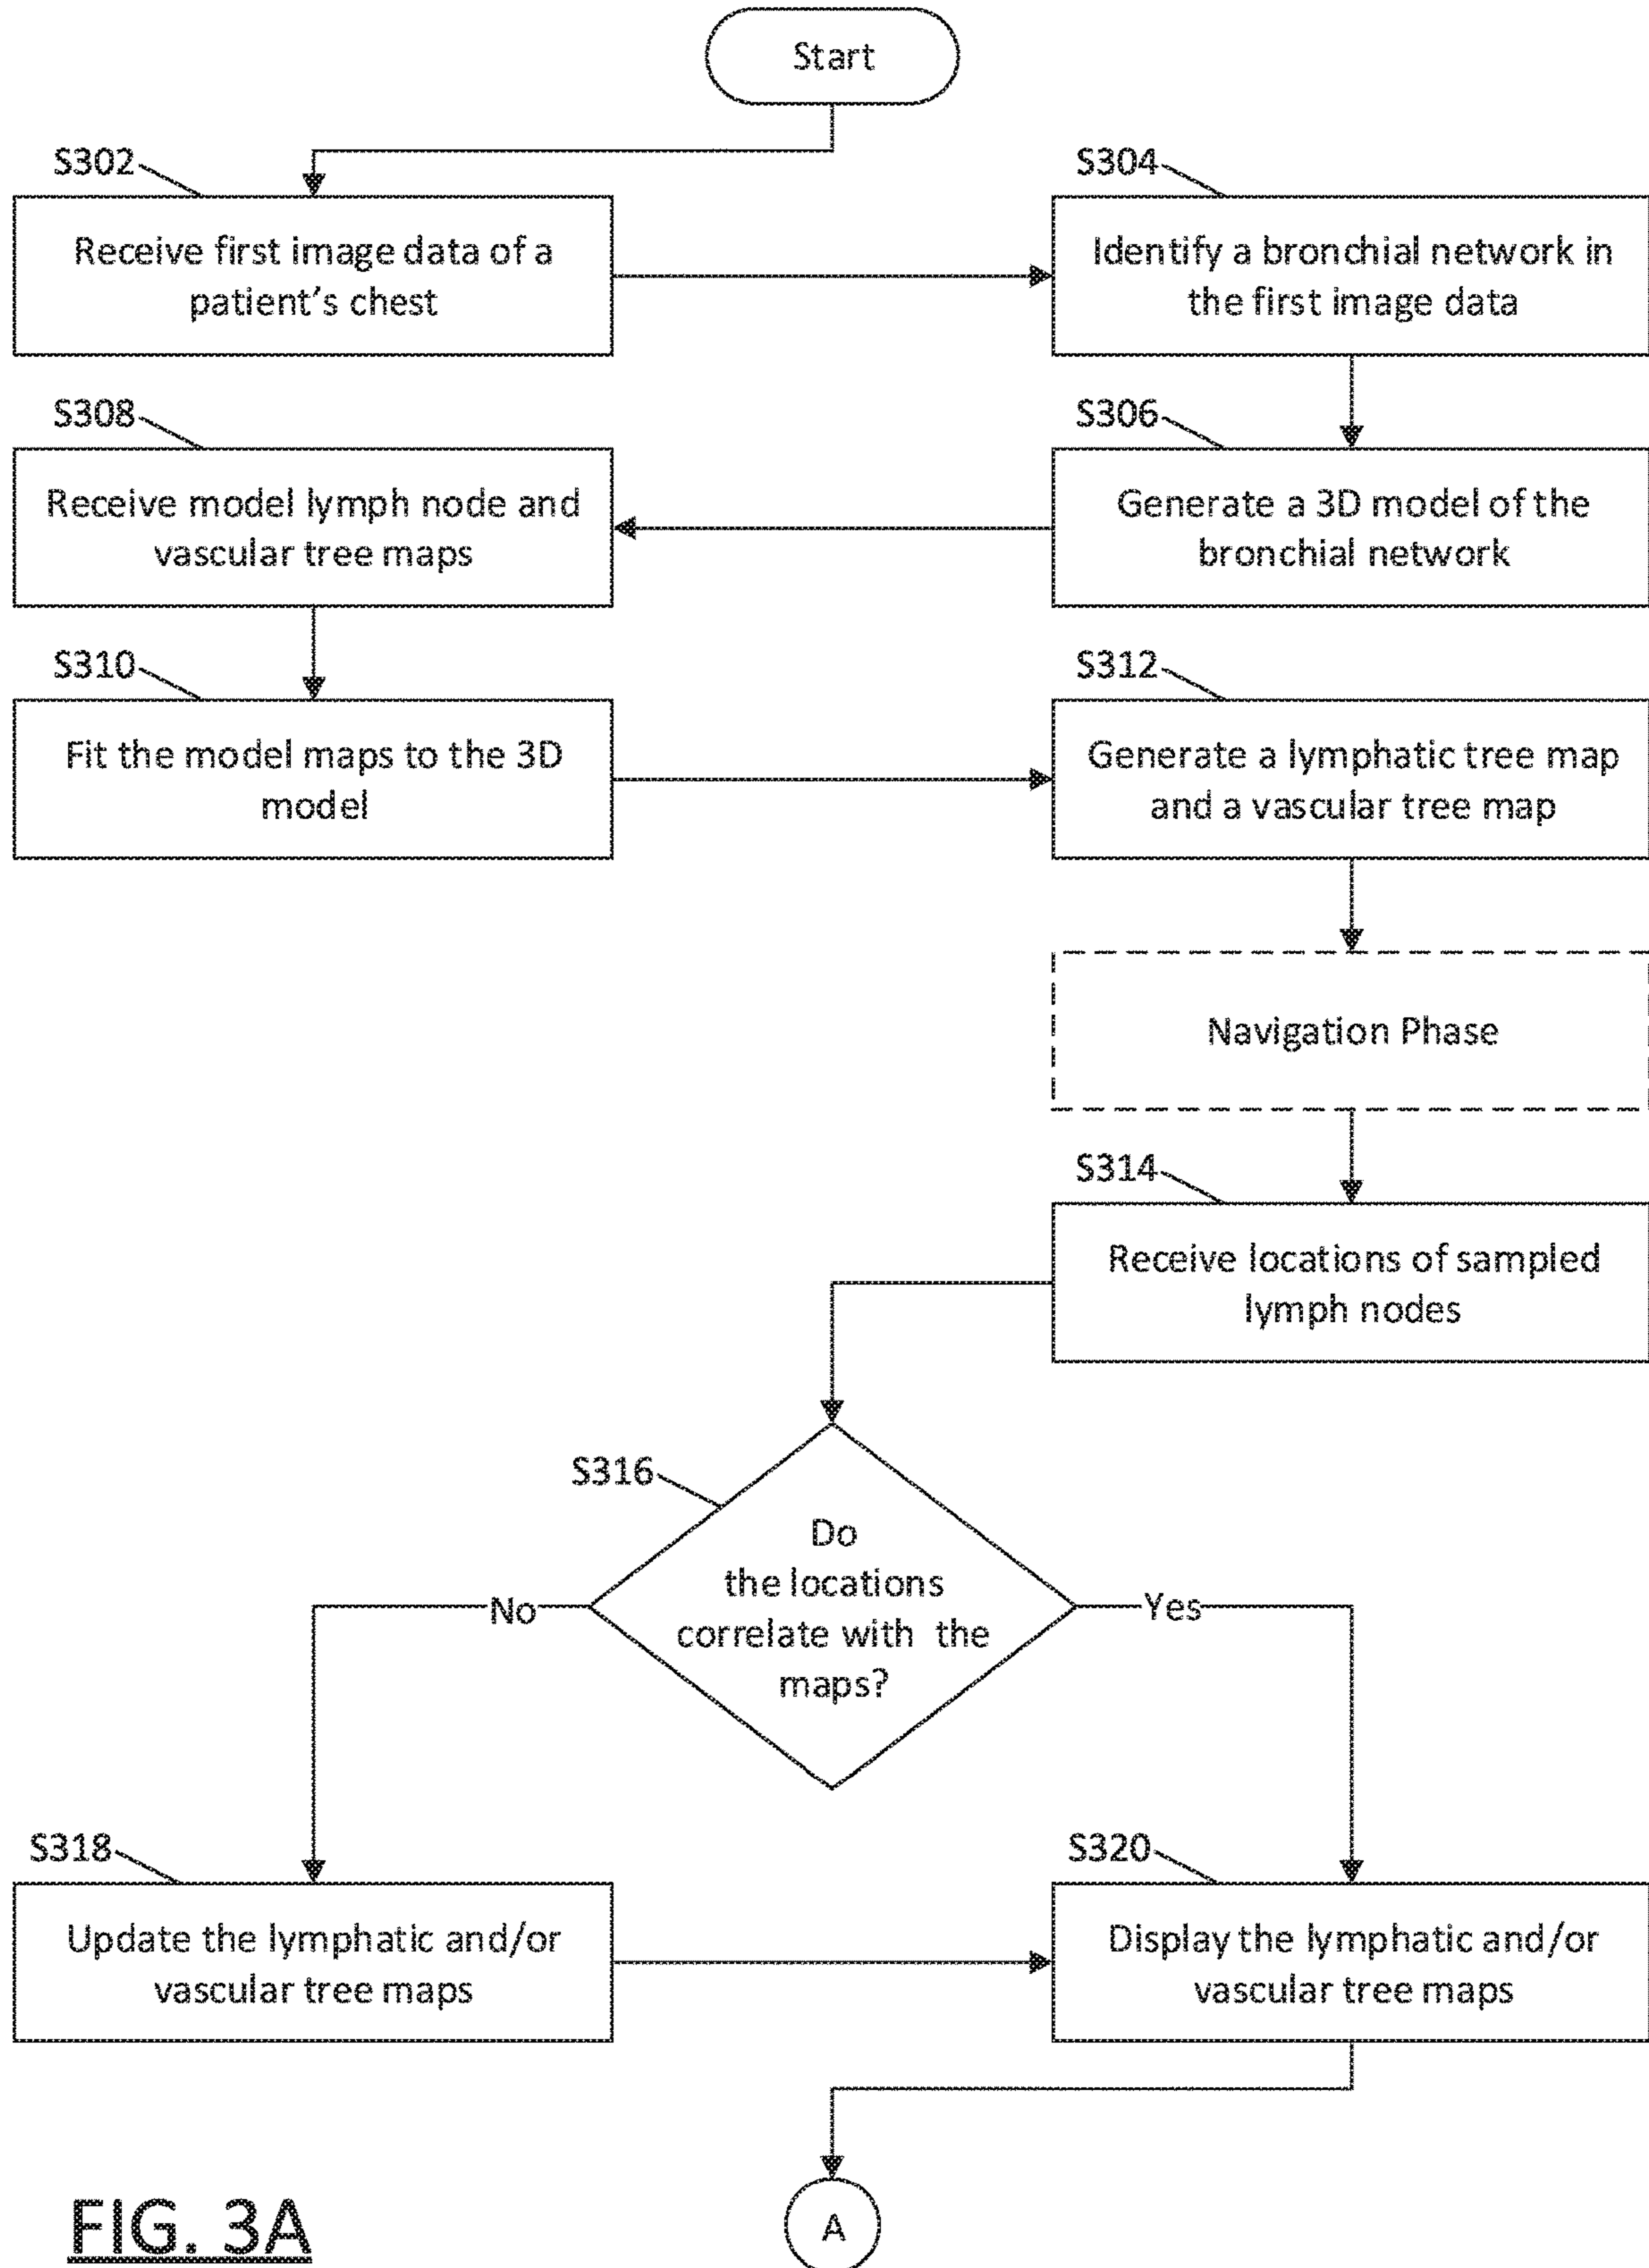 Start
S302
Receive first image data of a
patient's chest
S304
Identify a bronchial network in
the first image data
S308
Receive model lymph node and
vascular tree maps
S306
Generate a 3D model of the
bronchial network
S310
Fit the model maps to the 3D
model
S312
Generate a lymphatic tree map
and a vascular tree map
Navigation Phase
S314
Receive locations of sampled
lymph nodes
S316
Do
the locations
correlate with the
maps?
No
Yes
S318
Update the lymphatic and/or
vascular tree maps
S320
Display the lymphatic and/or
vascular tree maps
A
FIG. 3A